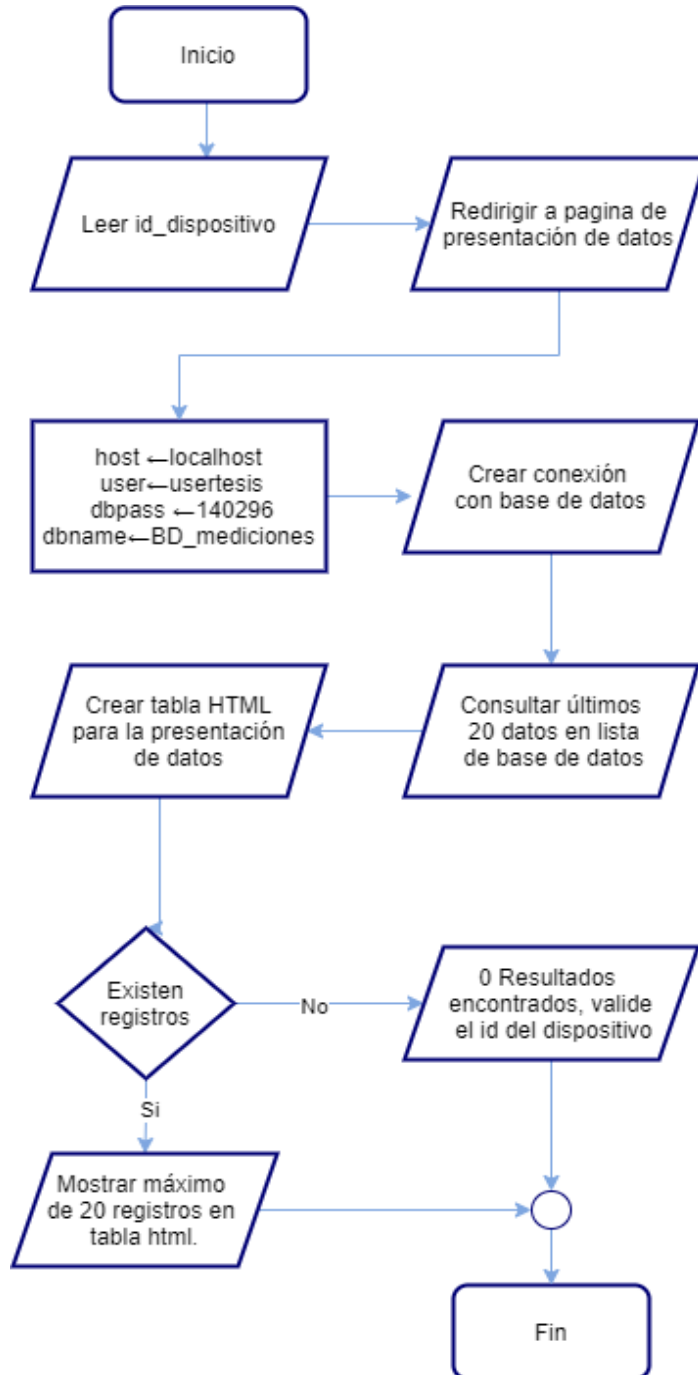 Inicio
Leer id_dispositivo
Redirigir a pagina de
presentación de datos
host ←localhost
user←usertesis
dbpass ←140296
dbname←BD_mediciones
Crear conexión
con base de datos
Crear tabla HTML
para la presentación
de datos
Consultar últimos
20 datos en lista
de base de datos
Existen
registros
No
0 Resultados
encontrados, valide
el id del dispositivo
Si
Mostrar máximo
de 20 registros en
tabla html.
Fin